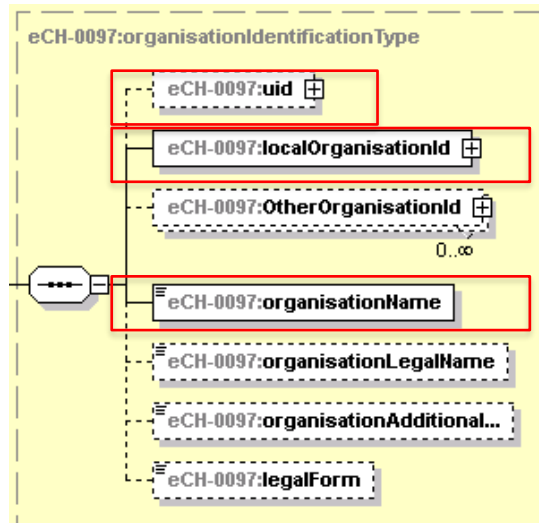 eCH-0097:organisationIdentificationType
eCH-0097:uid
eCH-0097:localOrganisationId
eCH-0097:OtherOrganisationId
0..∞
eCH-0097:organisationName
eCH-0097:organisationLegalName
eCH-0097:organisationAdditional...
eCH-0097:legalForm